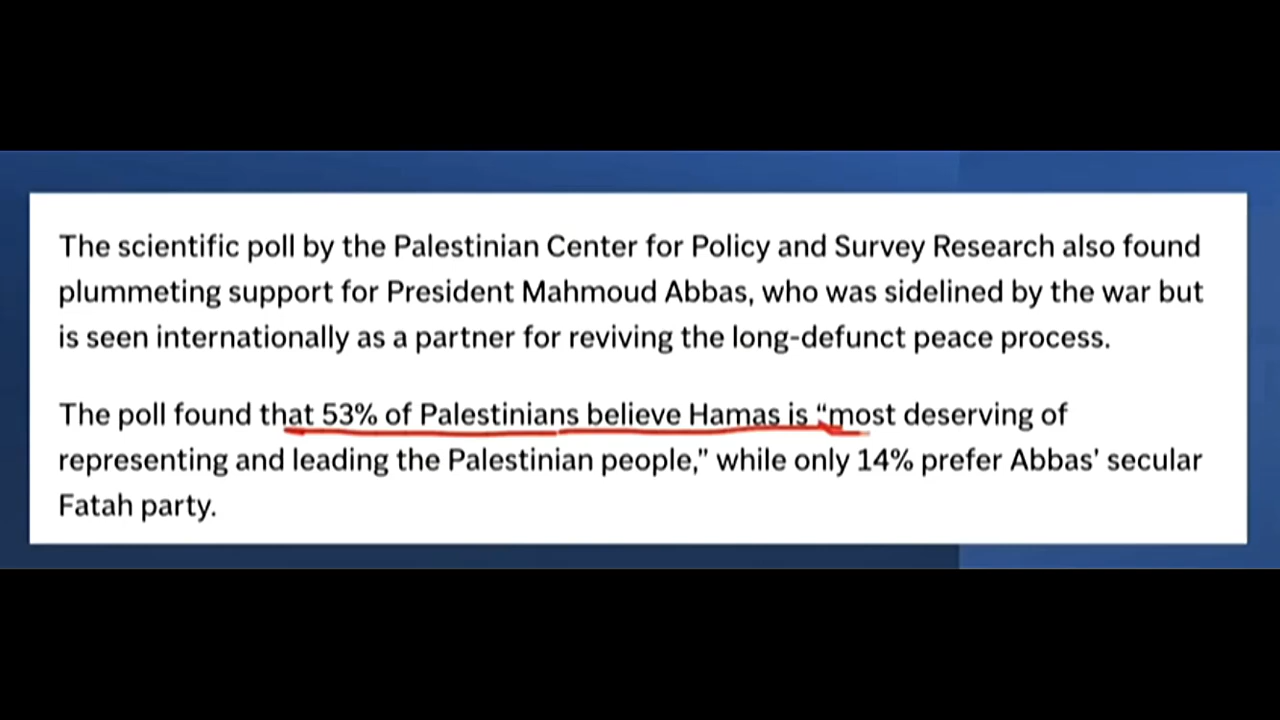 The scientific poll by the Palestinian Center for Policy and Survey Research also found
plummeting support for President Mahmoud Abbas, who was sidelined by the war but
is seen internationally as a partner for reviving the long-defunct peace process.
The poll found that 53% of Palestinians believe Hamas is “most deserving of
representing and leading the Palestinian people,” while only 14% prefer Abbas’ secular
Fatah party.